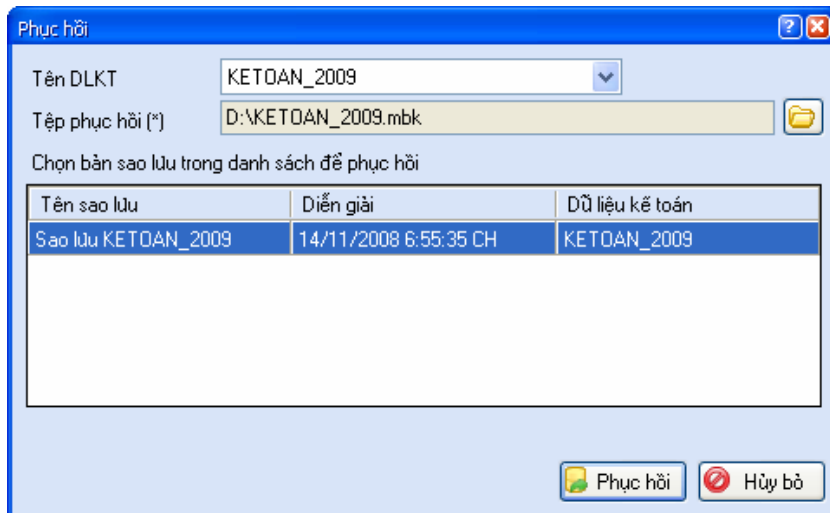 Phục hồi
Tên DLKT KETOAN_2009
Tệp phục hồi (*) D:\KETOAN_2009.mbk
Chọn bản sao lưu trong danh sách để phục hồi
Tên sao lưu Diễn giải Dữ liệu kế toán
Sao lưu KETOAN_2009 14/11/2008 6:55:35 CH KETOAN_2009
Phục hồi Hủy bỏ